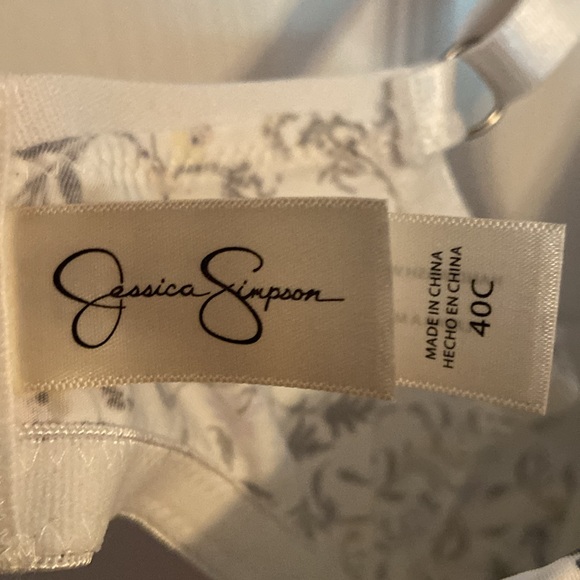 Jessica Simpson
MADE IN CHINA
HECHO EN CHINA
40C